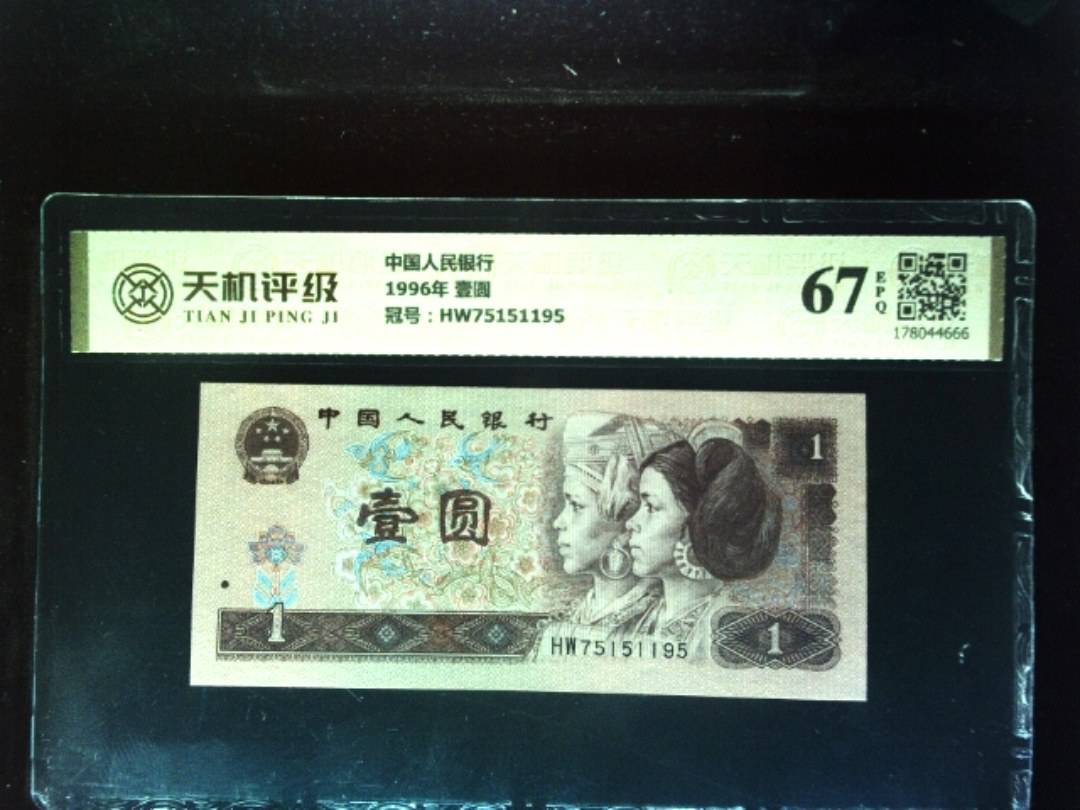 天机评级
TIAN JI PING JI
中国人民银行
1996年 壹圆
冠号：HW75151195
67
EPQ
178044666
中国人民银行
1
壹圆
1
HW75151195
1